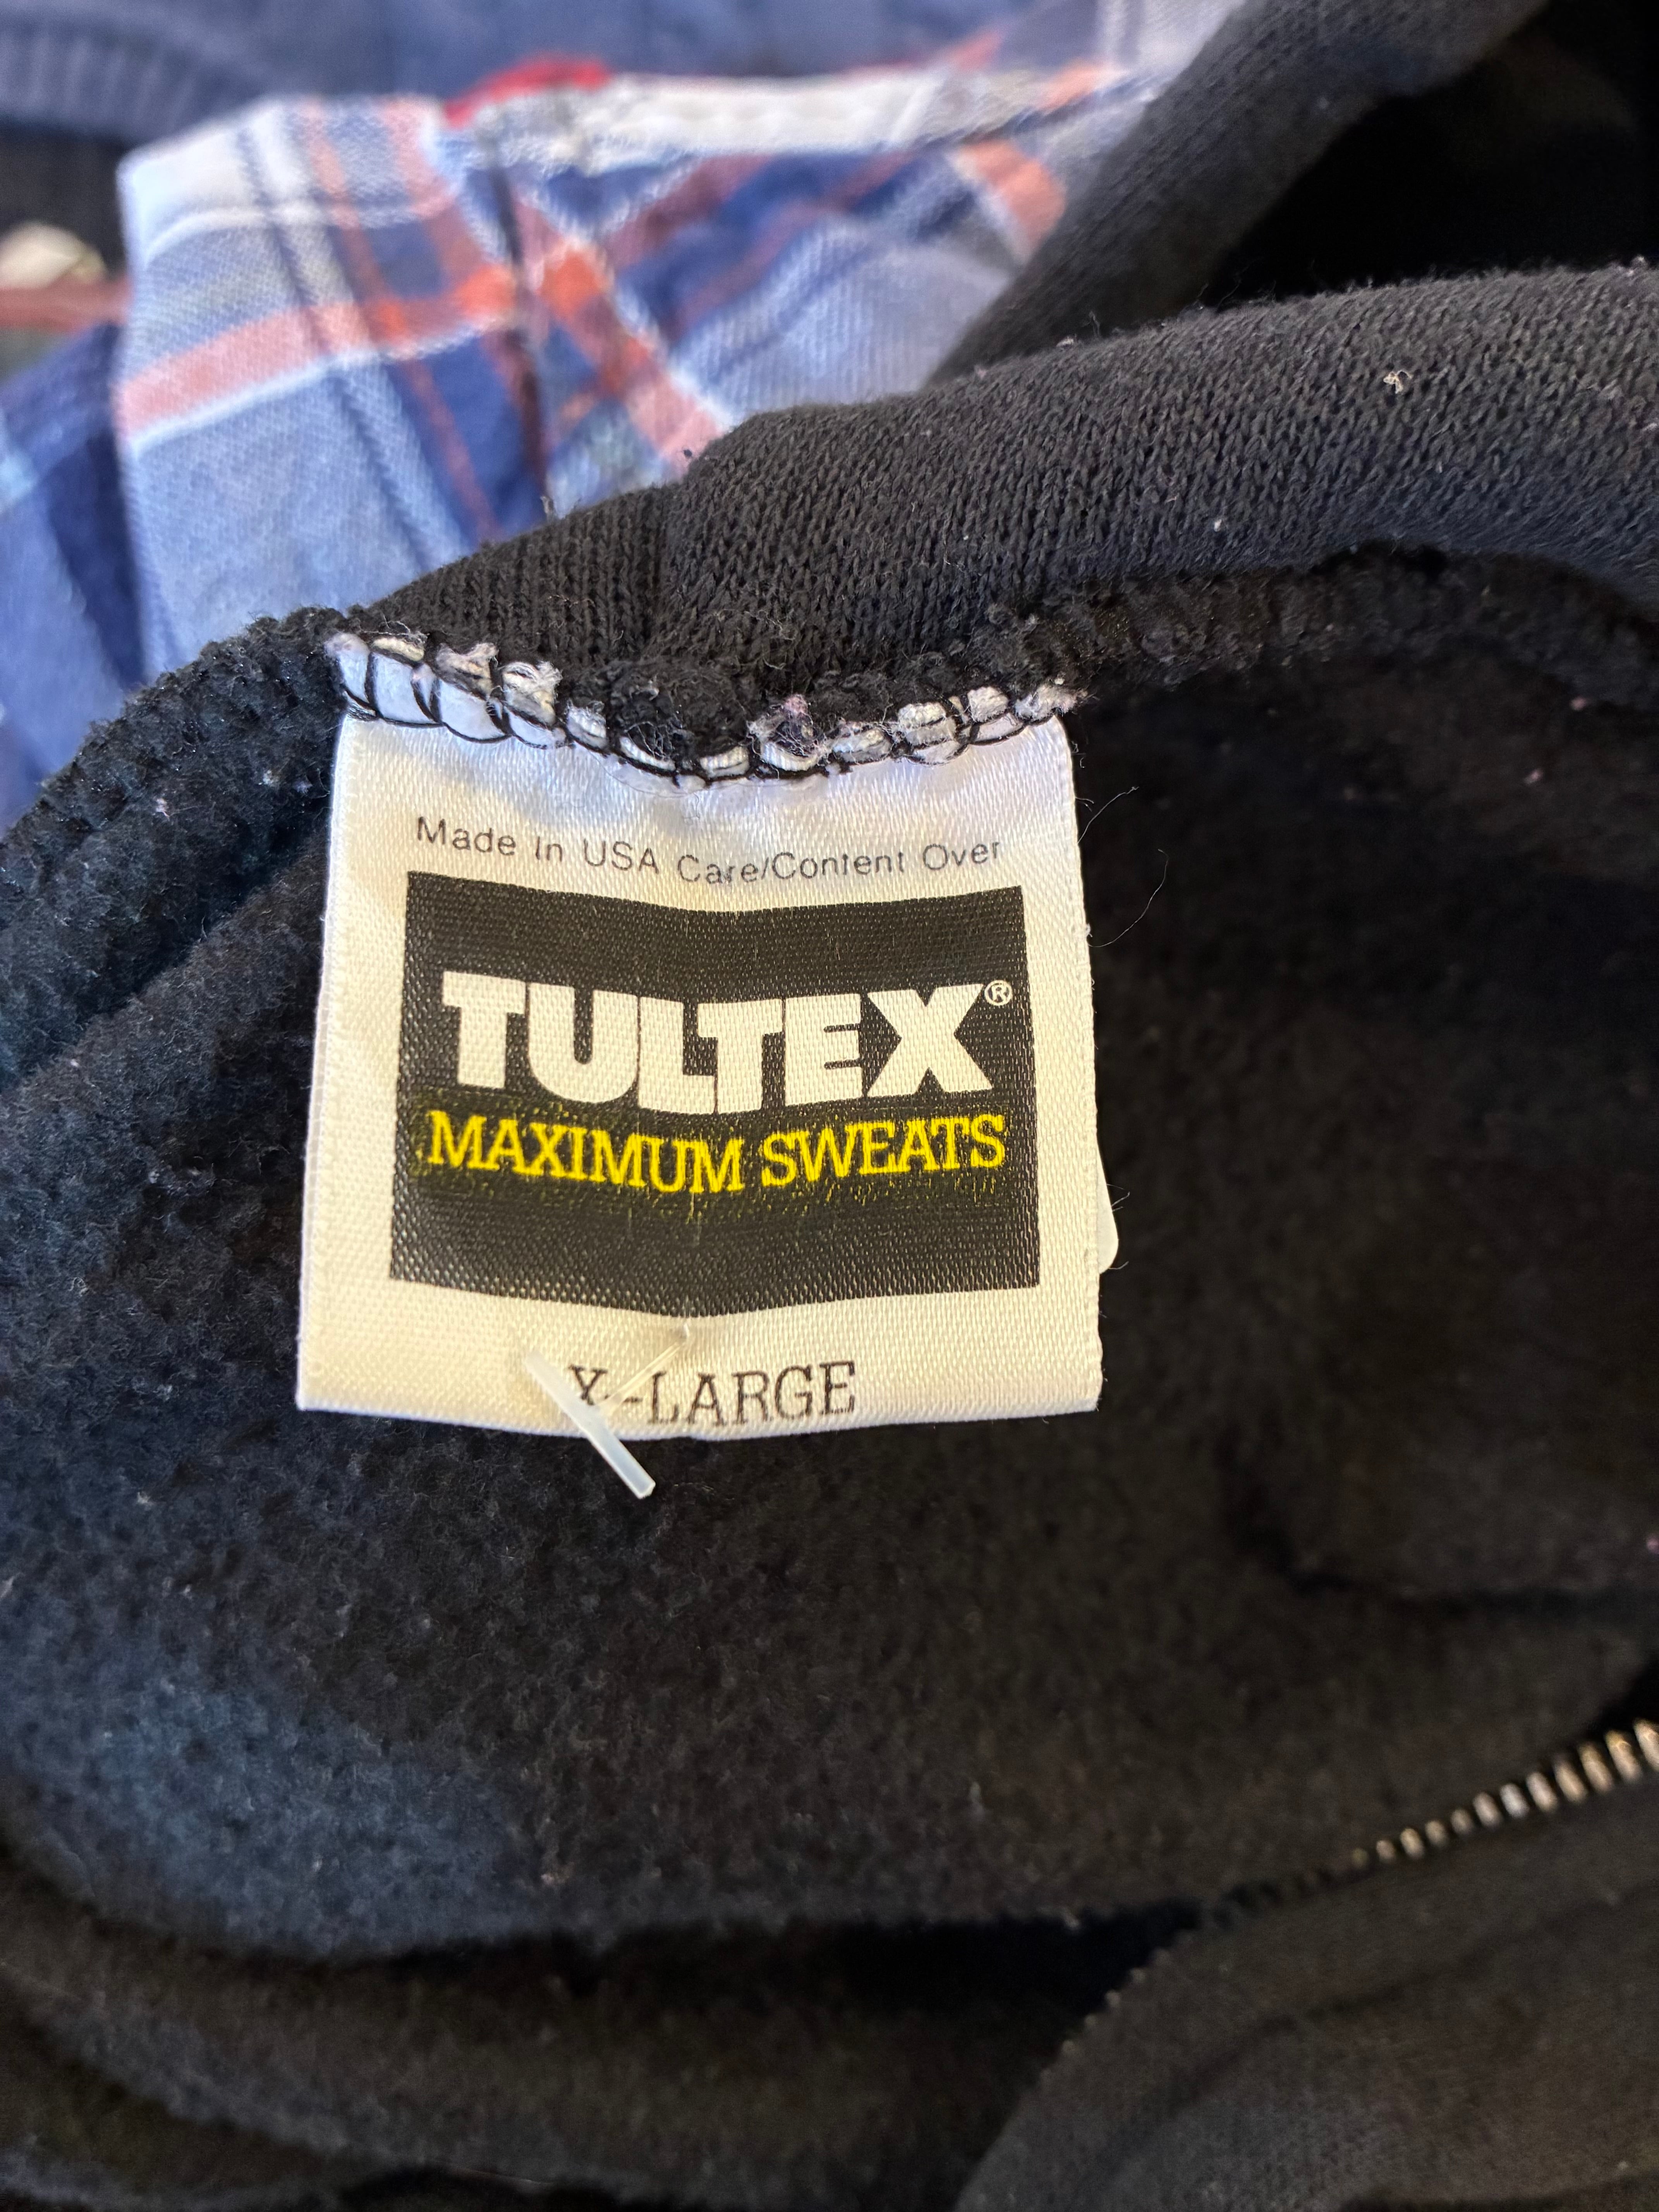 Made In USA Care/Content Over
TULTEX®
MAXIMUM SWEATS
X-LARGE